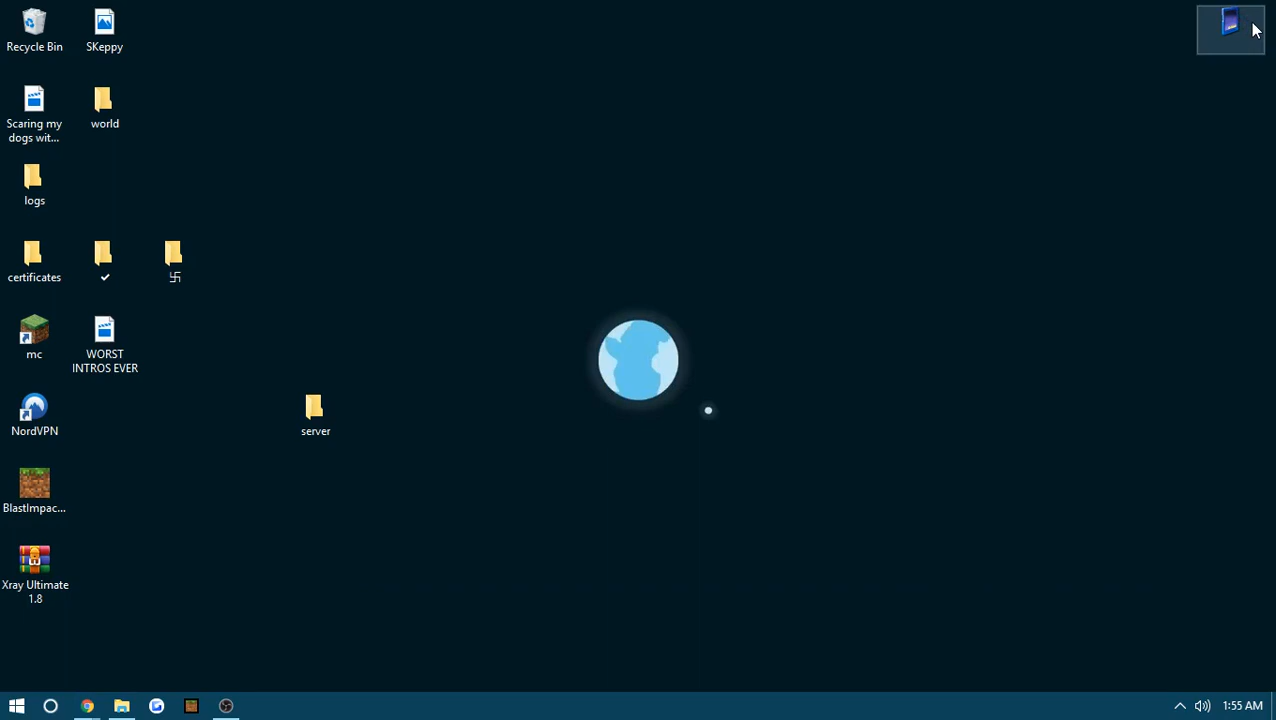 Recycle Bin
SKeppy
Scaring my
dogs wit...
world
logs
certificates
✔
卐
mc
WORST
INTROS EVER
NordVPN
server
BlastImpac...
Xray Ultimate
1.8
1:55 AM